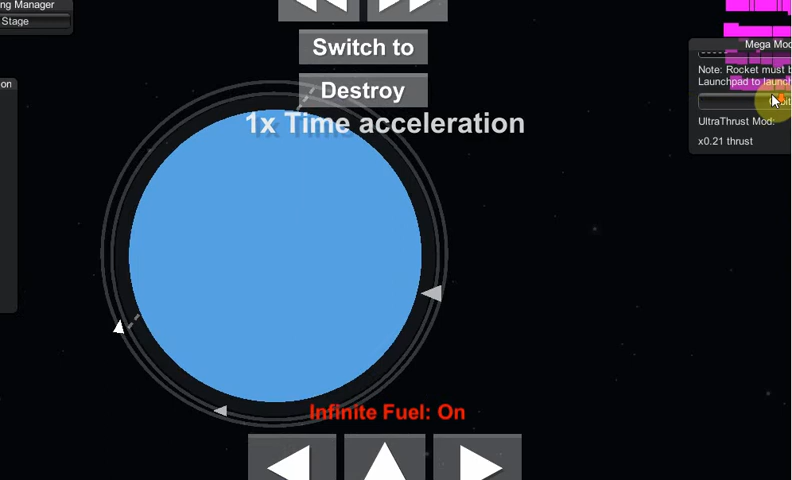 ng Manager
Stage
on
Switch to
Destroy
1x Time acceleration
Mega Mod
Note: Rocket must b
Launchpad to launch
UltraThrust Mod:
x0.21 thrust
Infinite Fuel: On